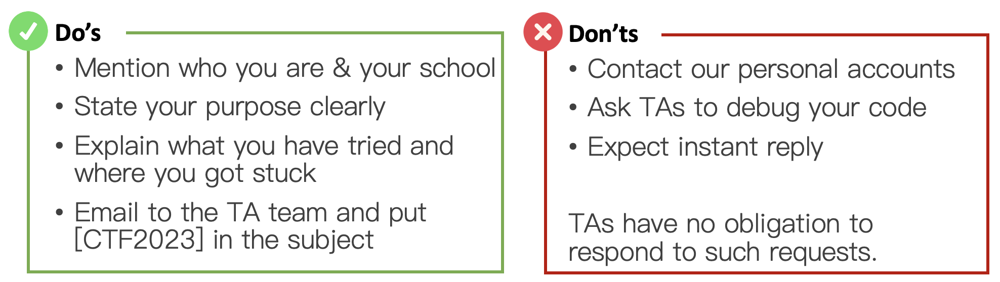 Do's
• Mention who you are & your school
• State your purpose clearly
• Explain what you have tried and
where you got stuck
• Email to the TA team and put
[CTF2023] in the subject
Don'ts
• Contact our personal accounts
• Ask TAs to debug your code
• Expect instant reply
TAs have no obligation to
respond to such requests.